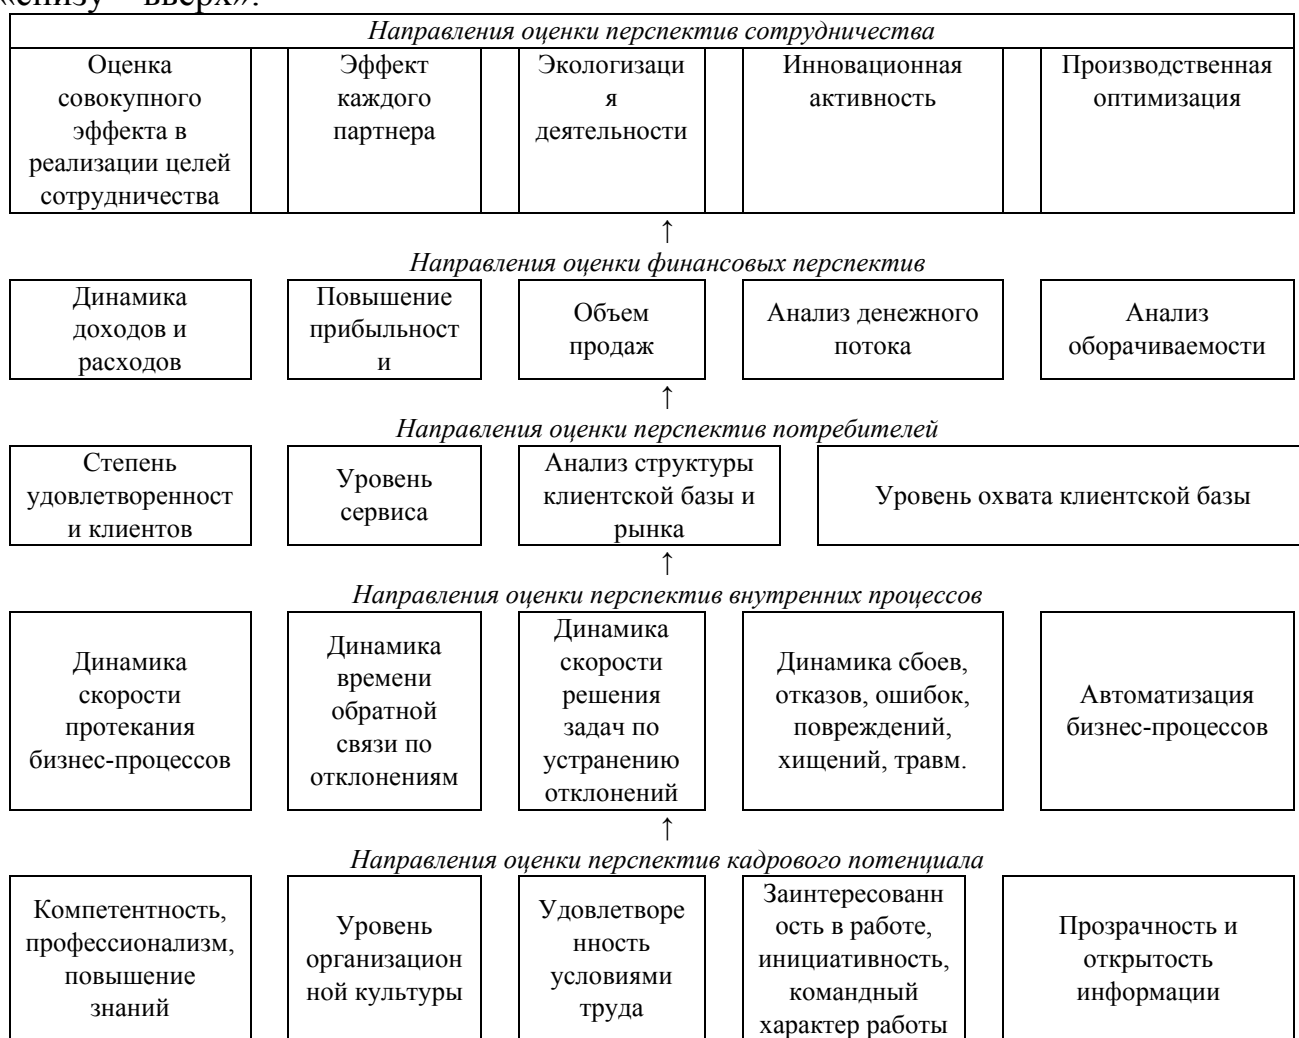 «снизу – вверх».
Направления оценки перспектив сотрудничества
Оценка
совокупного
эффекта в
реализации целей
сотрудничества
Эффект
каждого
партнера
Экологизаци
я
деятельности
Инновационная
активность
Производственная
оптимизация
↑
Направления оценки финансовых перспектив
Динамика
доходов и
расходов
Повышение
прибыльност
и
Объем
продаж
Анализ денежного
потока
Анализ
оборачиваемости
↑
Направления оценки перспектив потребителей
Степень
удовлетворенност
и клиентов
Уровень
сервиса
Анализ структуры
клиентской базы и
рынка
Уровень охвата клиентской базы
↑
Направления оценки перспектив внутренних процессов
Динамика
скорости
протекания
бизнес-процессов
Динамика
времени
обратной
связи по
отклонениям
Динамика
скорости
решения
задач по
устранению
отклонений
Динамика сбоев,
отказов, ошибок,
повреждений,
хищений, травм.
Автоматизация
бизнес-процессов
↑
Направления оценки перспектив кадрового потенциала
Компетентность,
профессионализм,
повышение
знаний
Уровень
организацион
ной культуры
Удовлетворе
нность
условиями
труда
Заинтересованн
ость в работе,
инициативность,
командный
характер работы
Прозрачность и
открытость
информации